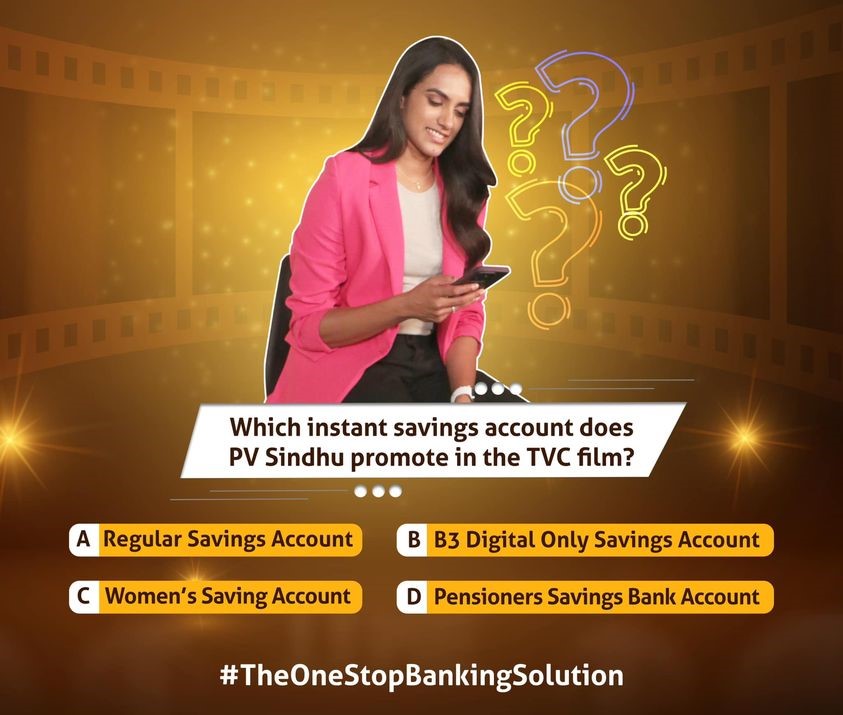 Which instant savings account does
PV Sindhu promote in the TVC film?
A Regular Savings Account
B B3 Digital Only Savings Account
C Women's Saving Account
D Pensioners Savings Bank Account
#TheOneStopBankingSolution